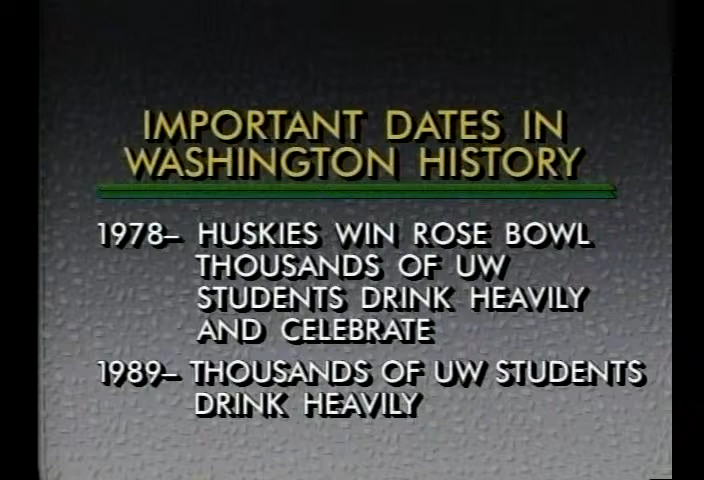 IMPORTANT DATES IN
WASHINGTON HISTORY
1978– HUSKIES WIN ROSE BOWL
THOUSANDS OF UW
STUDENTS DRINK HEAVILY
AND CELEBRATE
1989– THOUSANDS OF UW STUDENTS
DRINK HEAVILY